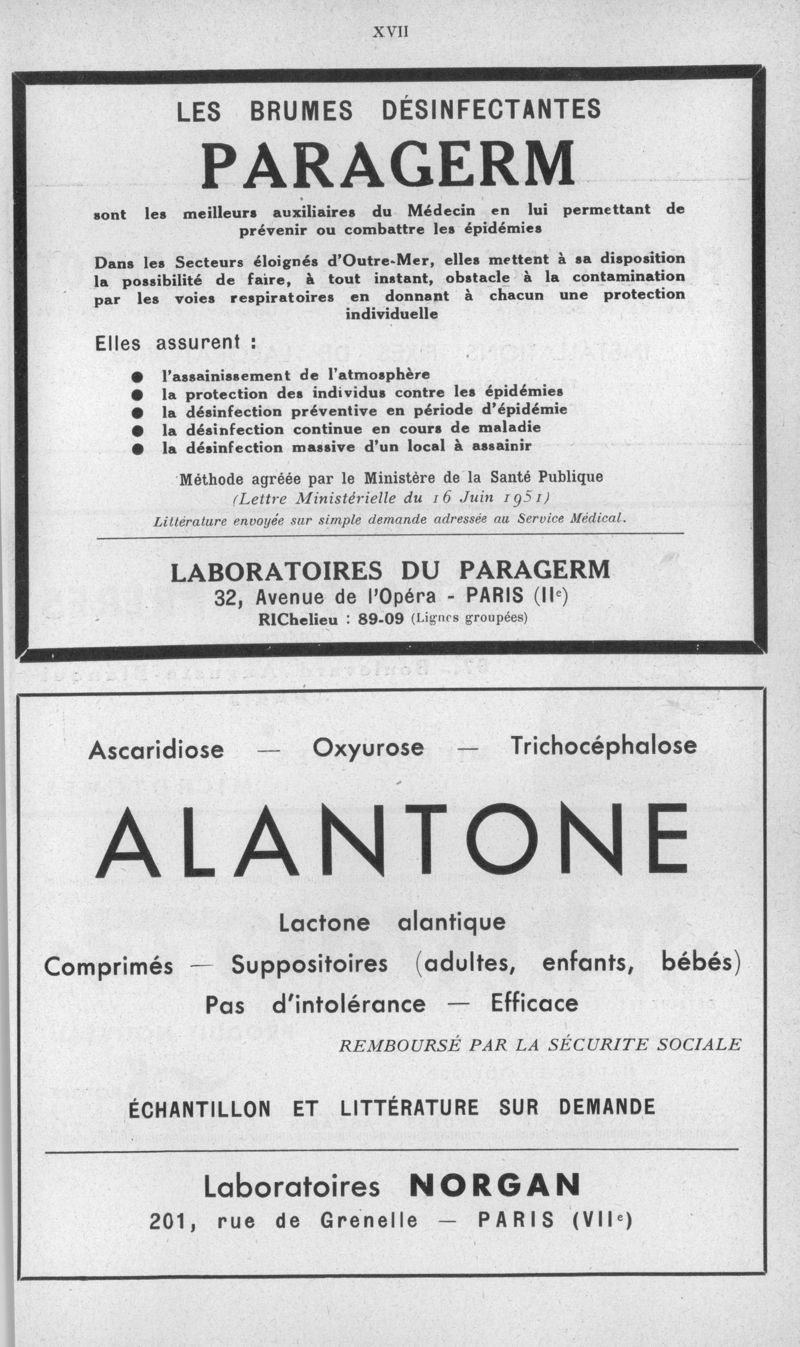 XVII
LES BRUMES DÉSINFECTANTES
PARAGERM
sont les meilleurs auxiliaires du Médecin en lui permettant de
prévenir ou combattre les épidémies
Dans les Secteurs éloignés d'Outre-Mer, elles mettent à sa disposition
la possibilité de faire, à tout instant, obstacle à la contamination
par les voies respiratoires en donnant à chacun une protection
individuelle
Elles assurent :
● l'assainissement de l'atmosphère
● la protection des individus contre les épidémies
● la désinfection préventive en période d'épidémie
● la désinfection continue en cours de maladie
● la désinfection massive d'un local à assainir
Méthode agréée par le Ministère de la Santé Publique
(Lettre Ministérielle du 16 Juin 1951)
Littérature envoyée sur simple demande adressée au Service Médical.
LABORATOIRES DU PARAGERM
32, Avenue de l'Opéra - PARIS (IIe)
RIChelieu : 89-09 (Lignes groupées)
Ascaridiose — Oxyurose — Trichocéphalose
ALANTONE
Lactone alantique
Comprimés — Suppositoires (adultes, enfants, bébés)
Pas d'intolérance — Efficace
REMBOURSÉ PAR LA SÉCURITE SOCIALE
ÉCHANTILLON ET LITTÉRATURE SUR DEMANDE
Laboratoires NORGAN
201, rue de Grenelle — PARIS (VIIe)